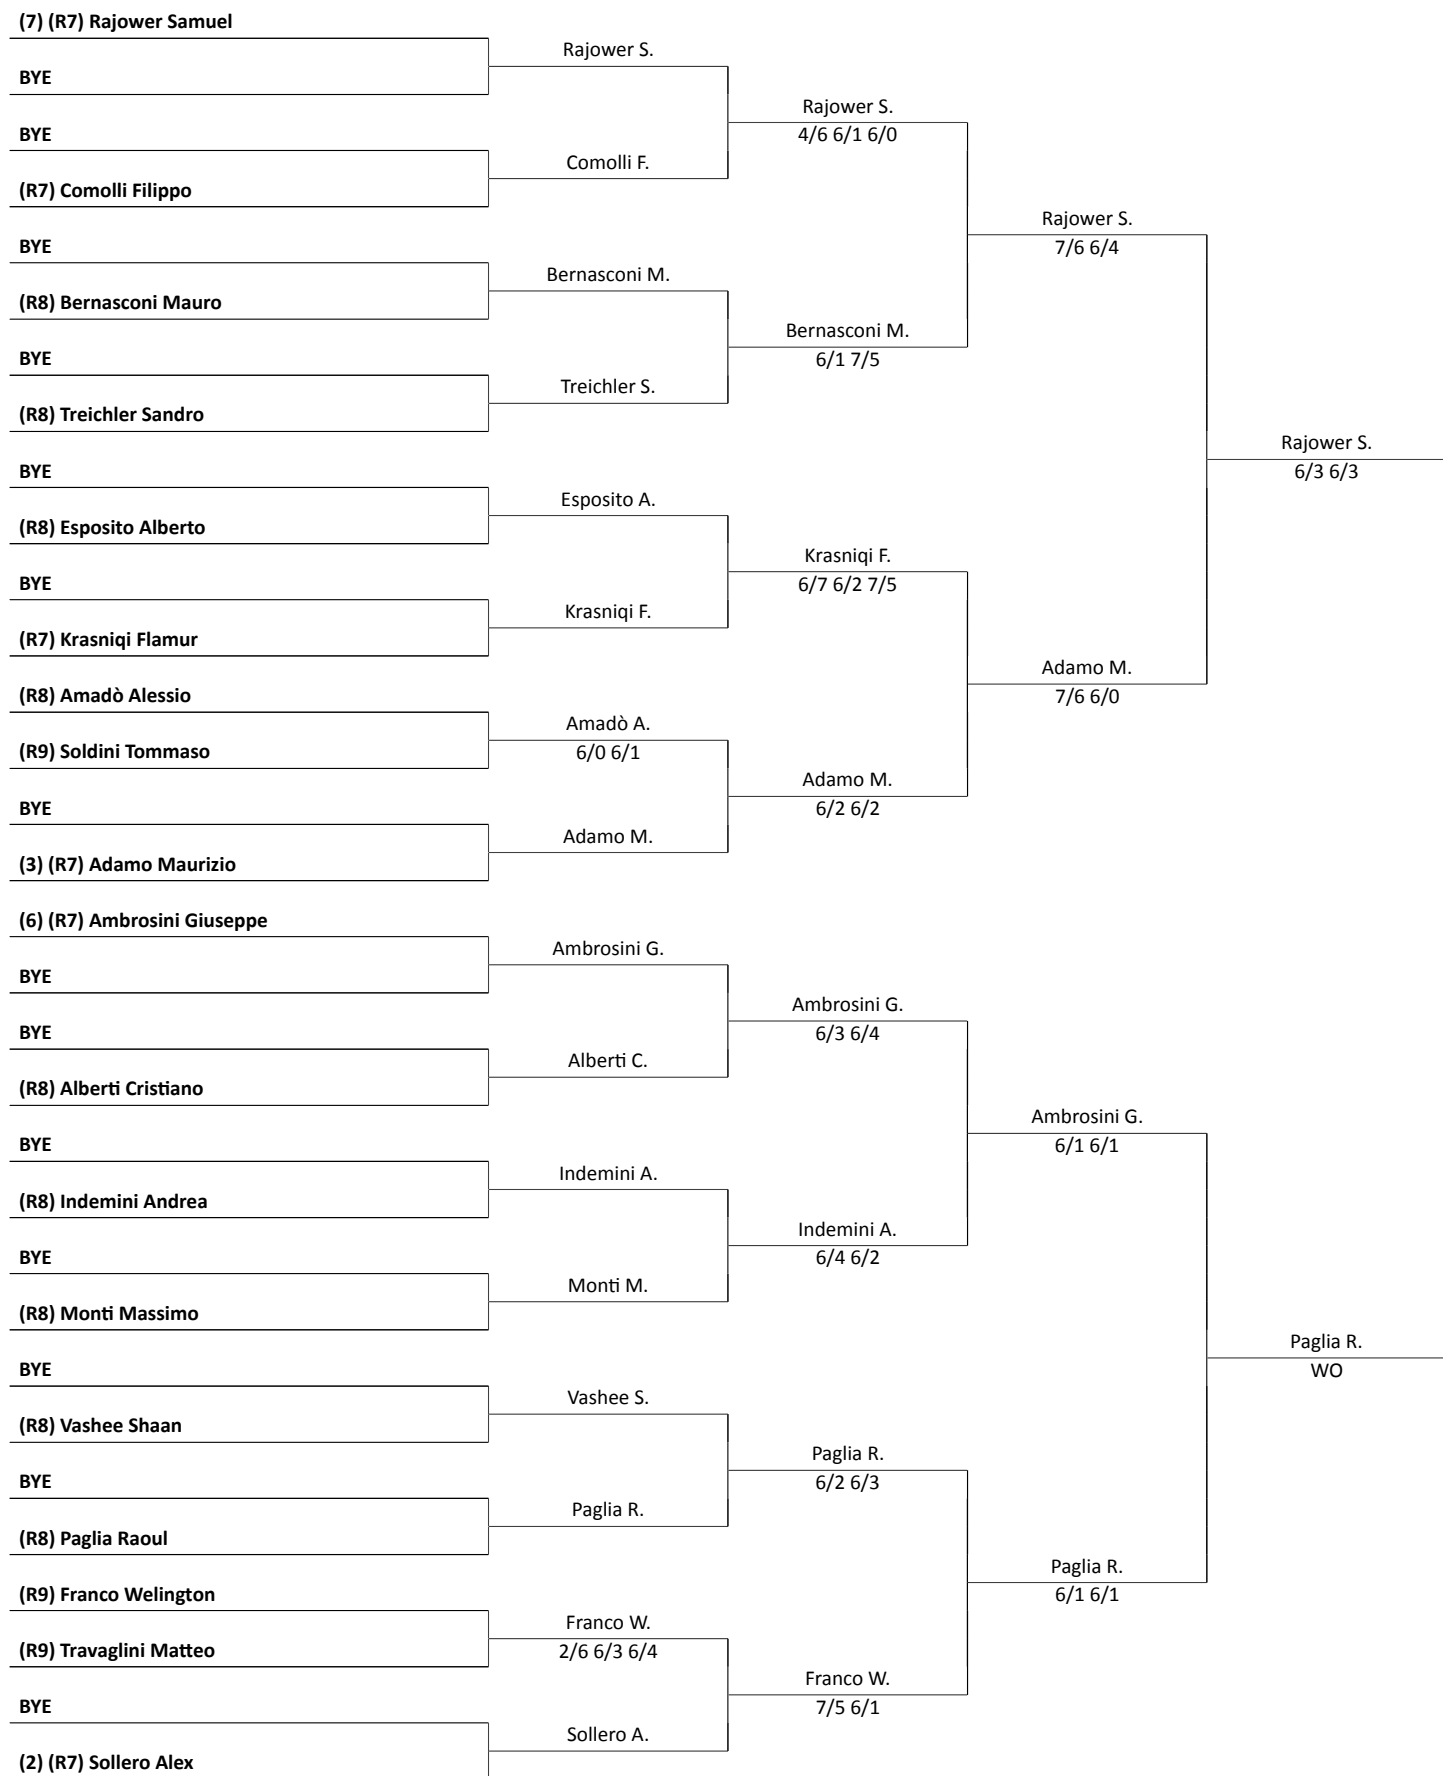 (7) (R7) Rajower Samuel
BYE
BYE
(R7) Comolli Filippo
BYE
(R8) Bernasconi Mauro
BYE
(R8) Treichler Sandro
BYE
(R8) Esposito Alberto
BYE
(R7) Krasniqi Flamur
(R8) Amadò Alessio
(R9) Soldini Tommaso
BYE
(3) (R7) Adamo Maurizio
(6) (R7) Ambrosini Giuseppe
BYE
BYE
(R8) Alberti Cristiano
BYE
(R8) Indemini Andrea
BYE
(R8) Monti Massimo
BYE
(R8) Vashee Shaan
BYE
(R8) Paglia Raoul
(R9) Franco Welington
(R9) Travaglini Matteo
BYE
(2) (R7) Sollero Alex
Rajower S.
Comolli F.
Bernasconi M.
Treichler S.
Esposito A.
Krasniqi F.
Amadò A.
6/0 6/1
Adamo M.
Ambrosini G.
Alberti C.
Indemini A.
Monti M.
Vashee S.
Paglia R.
Franco W.
2/6 6/3 6/4
Sollero A.
Rajower S.
4/6 6/1 6/0
Bernasconi M.
6/1 7/5
Krasniqi F.
6/7 6/2 7/5
Adamo M.
6/2 6/2
Ambrosini G.
6/3 6/4
Indemini A.
6/4 6/2
Paglia R.
6/2 6/3
Franco W.
7/5 6/1
Rajower S.
7/6 6/4
Adamo M.
7/6 6/0
Ambrosini G.
6/1 6/1
Paglia R.
6/1 6/1
Rajower S.
6/3 6/3
Paglia R.
WO